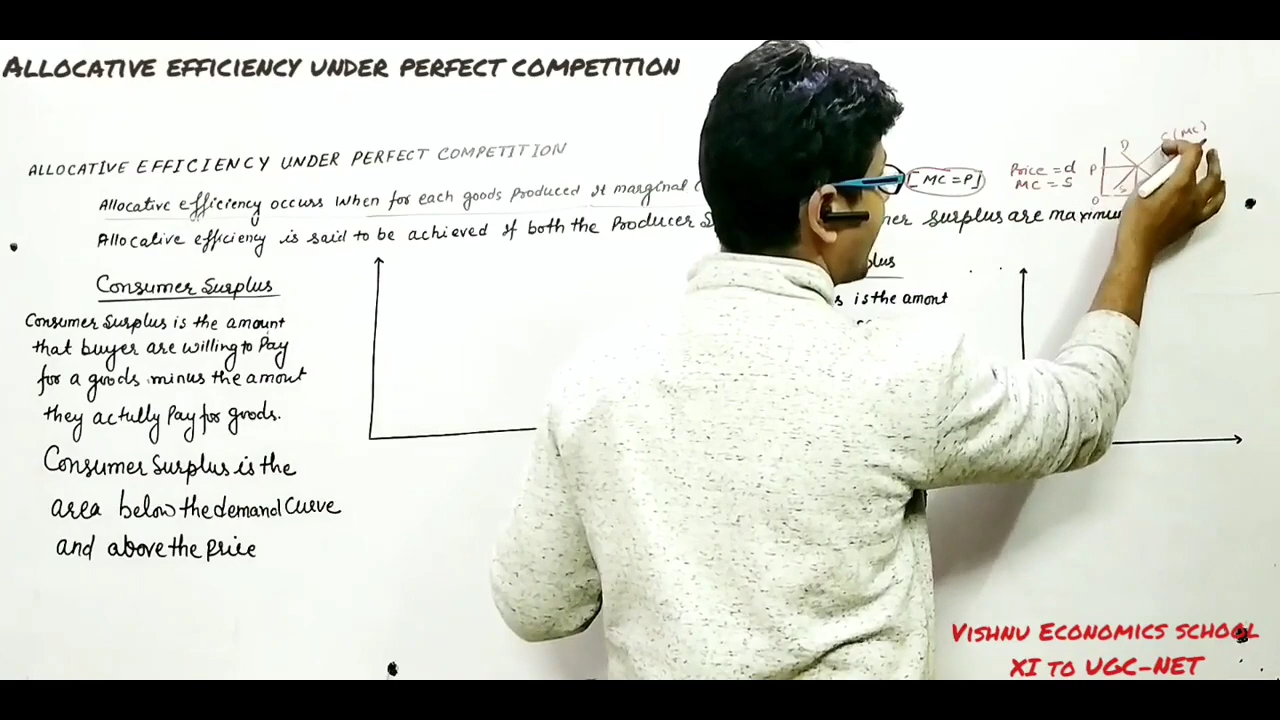 ALLOCATIVE EFFICIENCY UNDER PERFECT COMPETITION
ALLOCATIVE EFFICIENCY UNDER PERFECT COMPETITION
Allocative efficiency occurs when for each goods produced it marginal
[MC=P]
Price = d
MC = S
D
S(MC)
P
S
O
Allocative efficiency is said to be achieved if both the Producer S
surplus are maximum
Consumer Surplus
Consumer Surplus is the amount
that buyer are willing to Pay
for a goods minus the amont
they actully Pay for goods.
Consumer Surplus is the
area below the demand Curve
and above the Price
is the amont
VISHNU ECONOMICS SCHOOL
XI TO UGC-NET